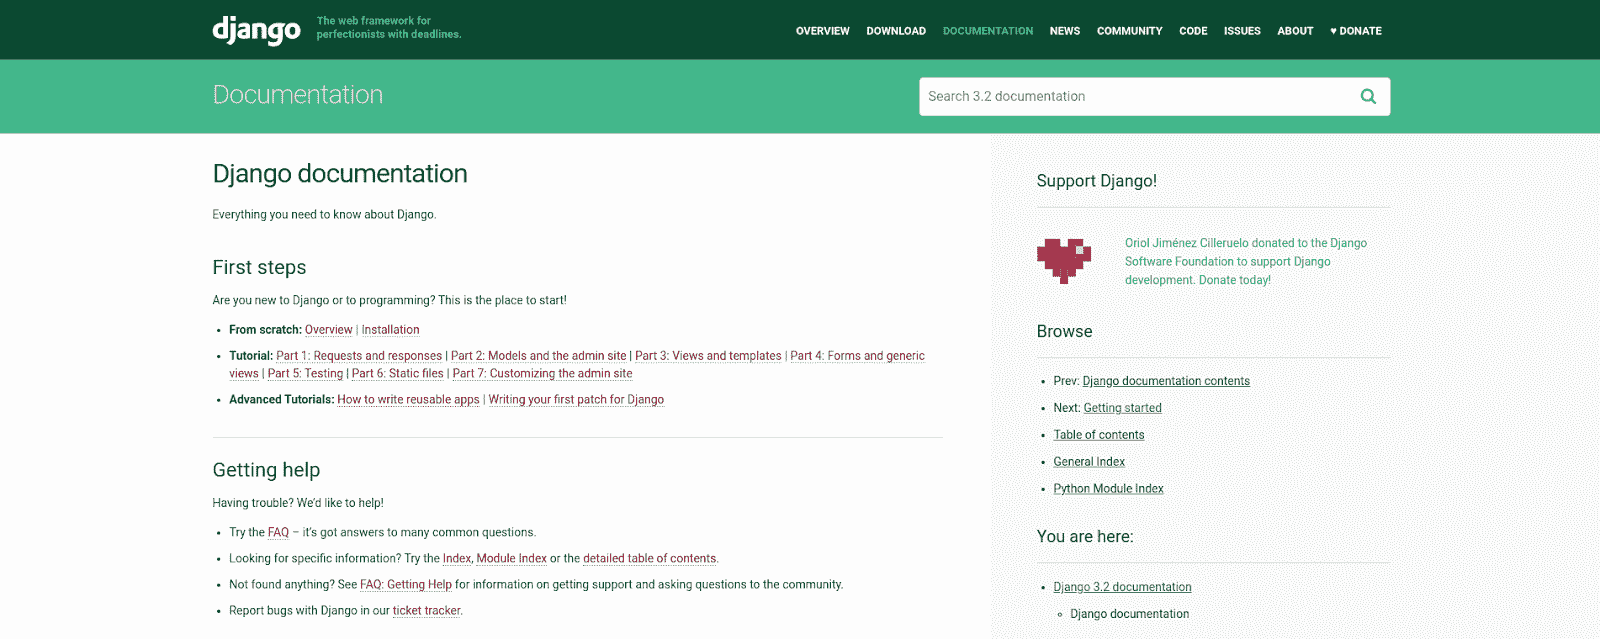 django
The web framework for
perfectionists with deadlines.
OVERVIEW DOWNLOAD DOCUMENTATION NEWS COMMUNITY CODE ISSUES ABOUT ♥ DONATE
Documentation
Search 3.2 documentation
Django documentation
Everything you need to know about Django.
First steps
Are you new to Django or to programming? This is the place to start!
• From scratch: Overview | Installation
• Tutorial: Part 1: Requests and responses | Part 2: Models and the admin site | Part 3: Views and templates | Part 4: Forms and generic
views | Part 5: Testing | Part 6: Static files | Part 7: Customizing the admin site
• Advanced Tutorials: How to write reusable apps | Writing your first patch for Django
Getting help
Having trouble? We'd like to help!
• Try the FAQ – it's got answers to many common questions.
• Looking for specific information? Try the Index, Module Index or the detailed table of contents.
• Not found anything? See FAQ: Getting Help for information on getting support and asking questions to the community.
• Report bugs with Django in our ticket tracker.
Support Django!
Oriol Jiménez Cilleruelo donated to the Django
Software Foundation to support Django
development. Donate today!
Browse
• Prev: Django documentation contents
• Next: Getting started
• Table of contents
• General Index
• Python Module Index
You are here:
• Django 3.2 documentation
◦ Django documentation